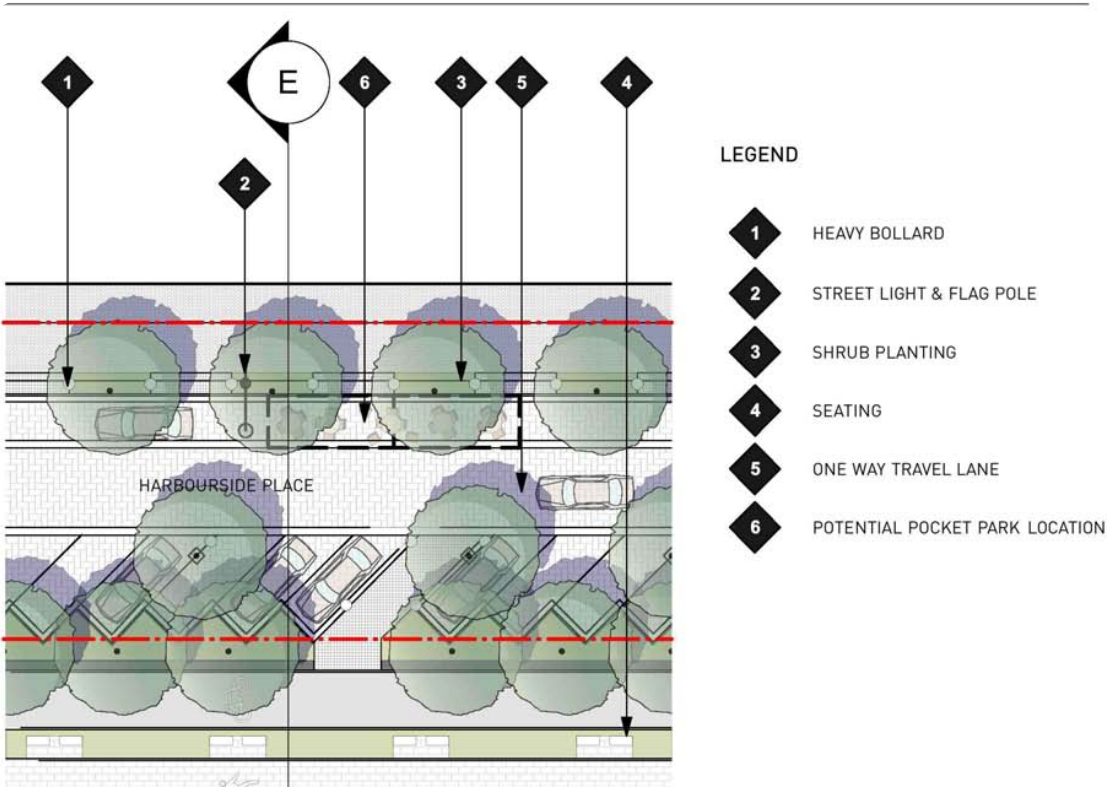 1
E
6
3
5
4
2
HARBOURSIDE PLACE
LEGEND
1 HEAVY BOLLARD
2 STREET LIGHT & FLAG POLE
3 SHRUB PLANTING
4 SEATING
5 ONE WAY TRAVEL LANE
6 POTENTIAL POCKET PARK LOCATION